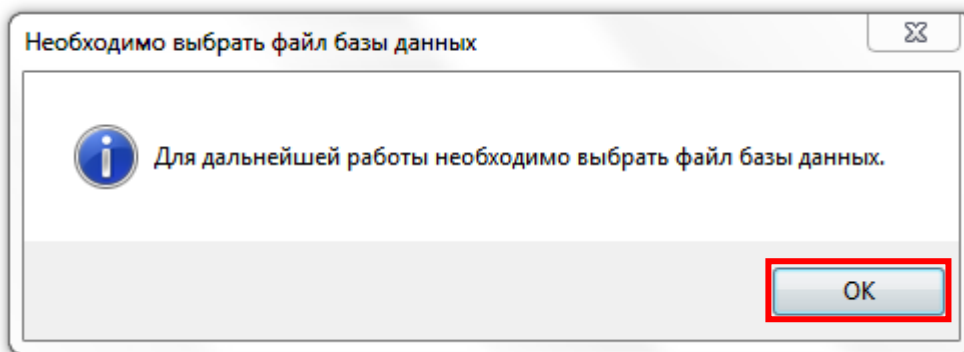 Необходимо выбрать файл базы данных
Для дальнейшей работы необходимо выбрать файл базы данных.
OK